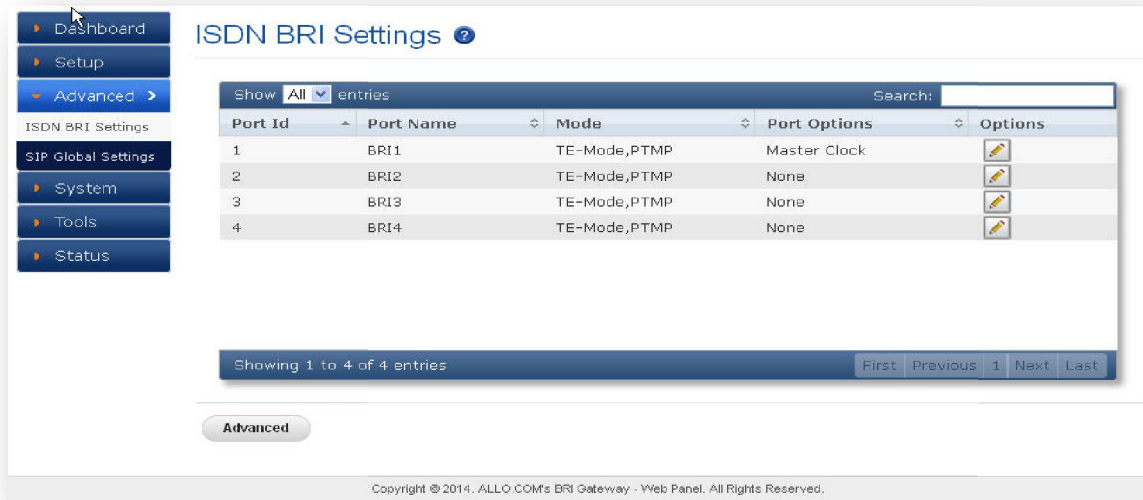 Dashboard
Setup
Advanced
ISDN BRI Settings
SIP Global Settings
System
Tools
Status
ISDN BRI Settings ?
Show All entries Search:
Port Id Port Name Mode Port Options Options
1 BRI1 TE-Mode,PTMP Master Clock
2 BRI2 TE-Mode,PTMP None
3 BRI3 TE-Mode,PTMP None
4 BRI4 TE-Mode,PTMP None
Showing 1 to 4 of 4 entries First Previous 1 Next Last
Advanced
Copyright © 2014. ALLO.COM's BRI Gateway - Web Panel. All Rights Reserved.